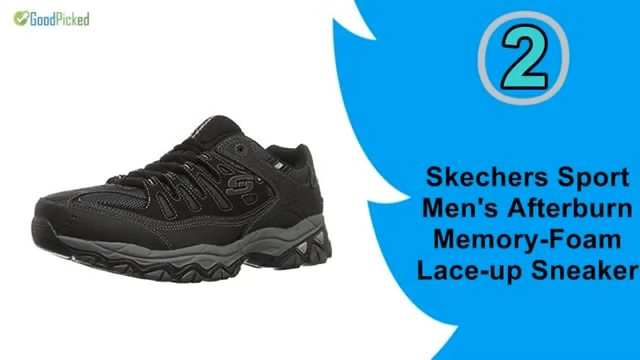 GoodPicked
2
Skechers Sport
Men's Afterburn
Memory-Foam
Lace-up Sneaker